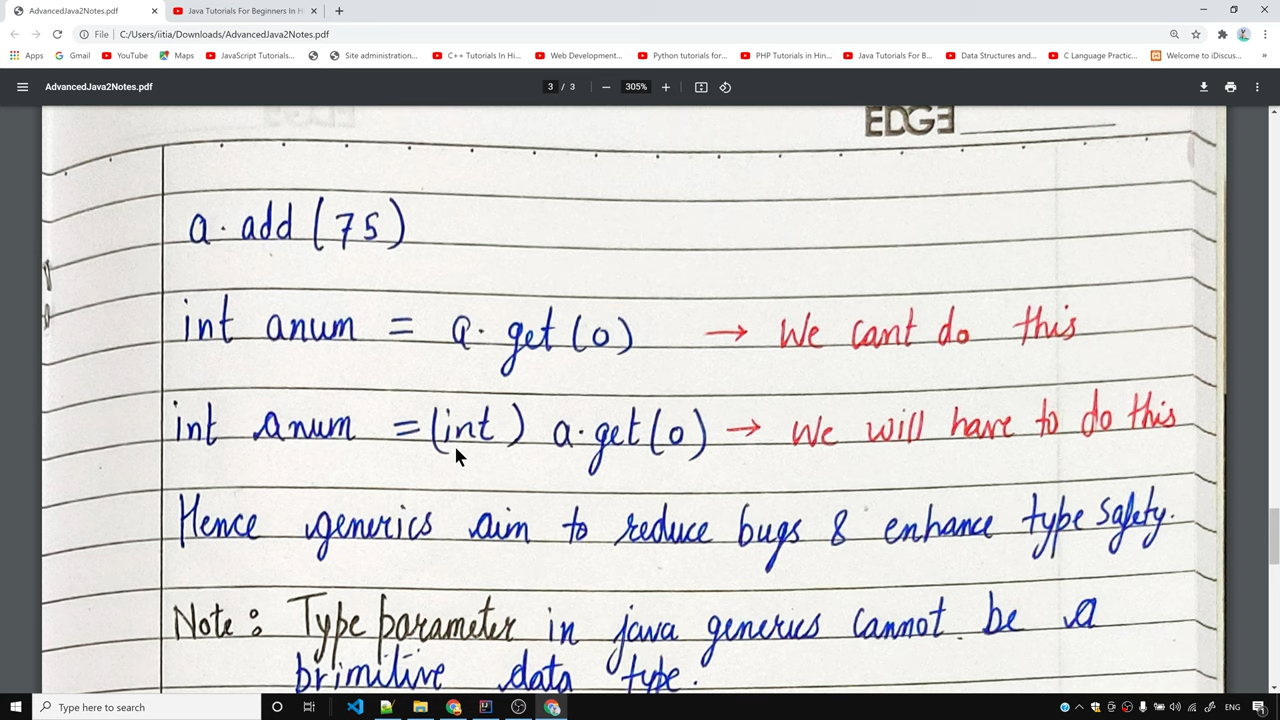 AdvancedJava2Notes.pdf
Java Tutorials For Beginners In H
File
C:/Users/iitia/Downloads/AdvancedJava2Notes.pdf
Apps
Gmail
YouTube
Maps
JavaScript Tutorials...
Site administration...
C++ Tutorials In Hi...
Web Development...
Python tutorials for...
PHP Tutorials in Hin...
Java Tutorials For B...
Data Structures and...
C Language Practic...
Welcome to iDiscus...
AdvancedJava2Notes.pdf
3 / 3
305%
EDGE
a.add(75)
int anum = a.get(0) → We cant do this
int anum =(int) a.get(0) → We will have to do this
Hence generics aim to reduce bugs & enhance type safety.
Note: Type parameter in java generics cannot be a
primitive data type.
Type here to search
ENG